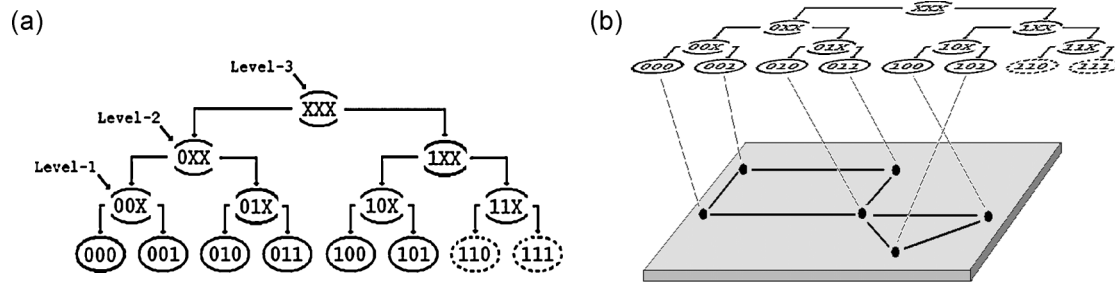 (a)
Level-3
XXX
Level-2
0XX
1XX
Level-1
00X
01X
10X
11X
000
001
010
011
100
101
110
111
(b)
XXX
0XX
1XX
00X
01X
10X
11X
000
001
010
011
100
101
110
111